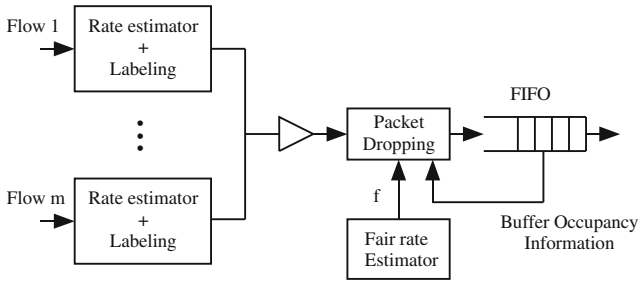 Flow 1
Rate estimator
+
Labeling
Flow m
Rate estimator
+
Labeling
Packet
Dropping
FIFO
f
Fair rate
Estimator
Buffer Occupancy
Information